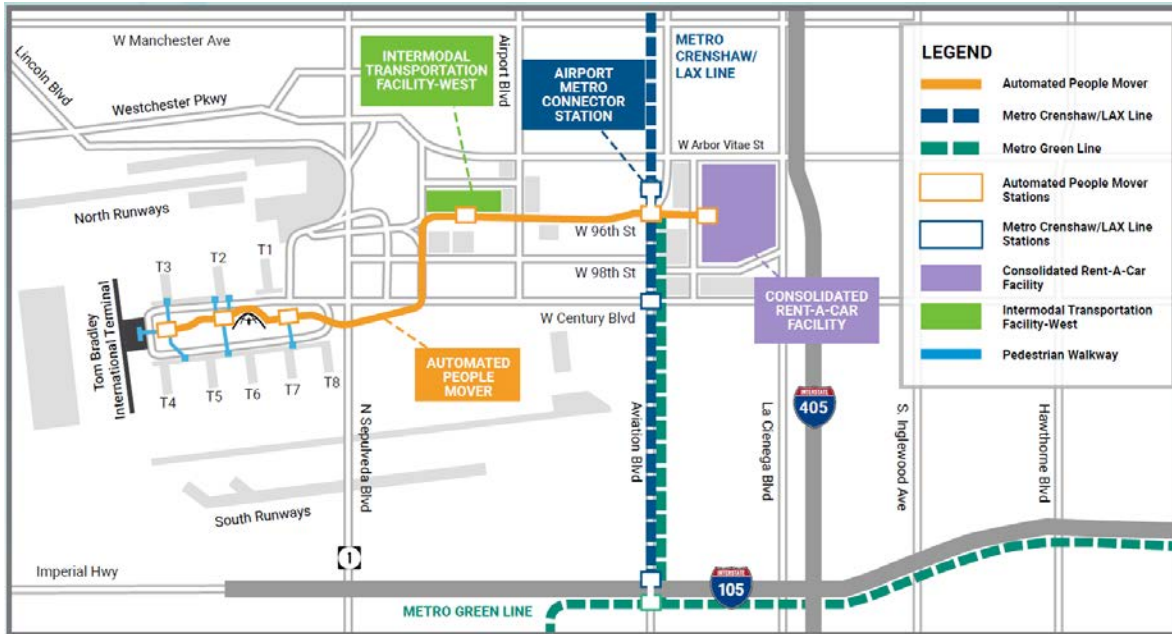 W Manchester Ave
Lincoln Blvd
Westchester Pkwy
INTERMODAL
TRANSPORTATION
FACILITY-WEST
Airport Blvd
AIRPORT
METRO
CONNECTOR
STATION
METRO
CRENSHAW/
LAX LINE
W Arbor Vitae St
North Runways
T3
T2
T1
W 96th St
W 98th St
W Century Blvd
CONSOLIDATED
RENT-A-CAR
FACILITY
Tom Bradley
International Terminal
T4
T5
T6
T7
T8
AUTOMATED
PEOPLE
MOVER
N Sepulveda Blvd
Aviation Blvd
La Cienega Blvd
INTERSTATE
405
S. Inglewood Ave
Hawthorne Blvd
South Runways
1
Imperial Hwy
INTERSTATE
105
METRO GREEN LINE
LEGEND
Automated People Mover
Metro Crenshaw/LAX Line
Metro Green Line
Automated People Mover
Stations
Metro Crenshaw/LAX Line
Stations
Consolidated Rent-A-Car
Facility
Intermodal Transportation
Facility-West
Pedestrian Walkway